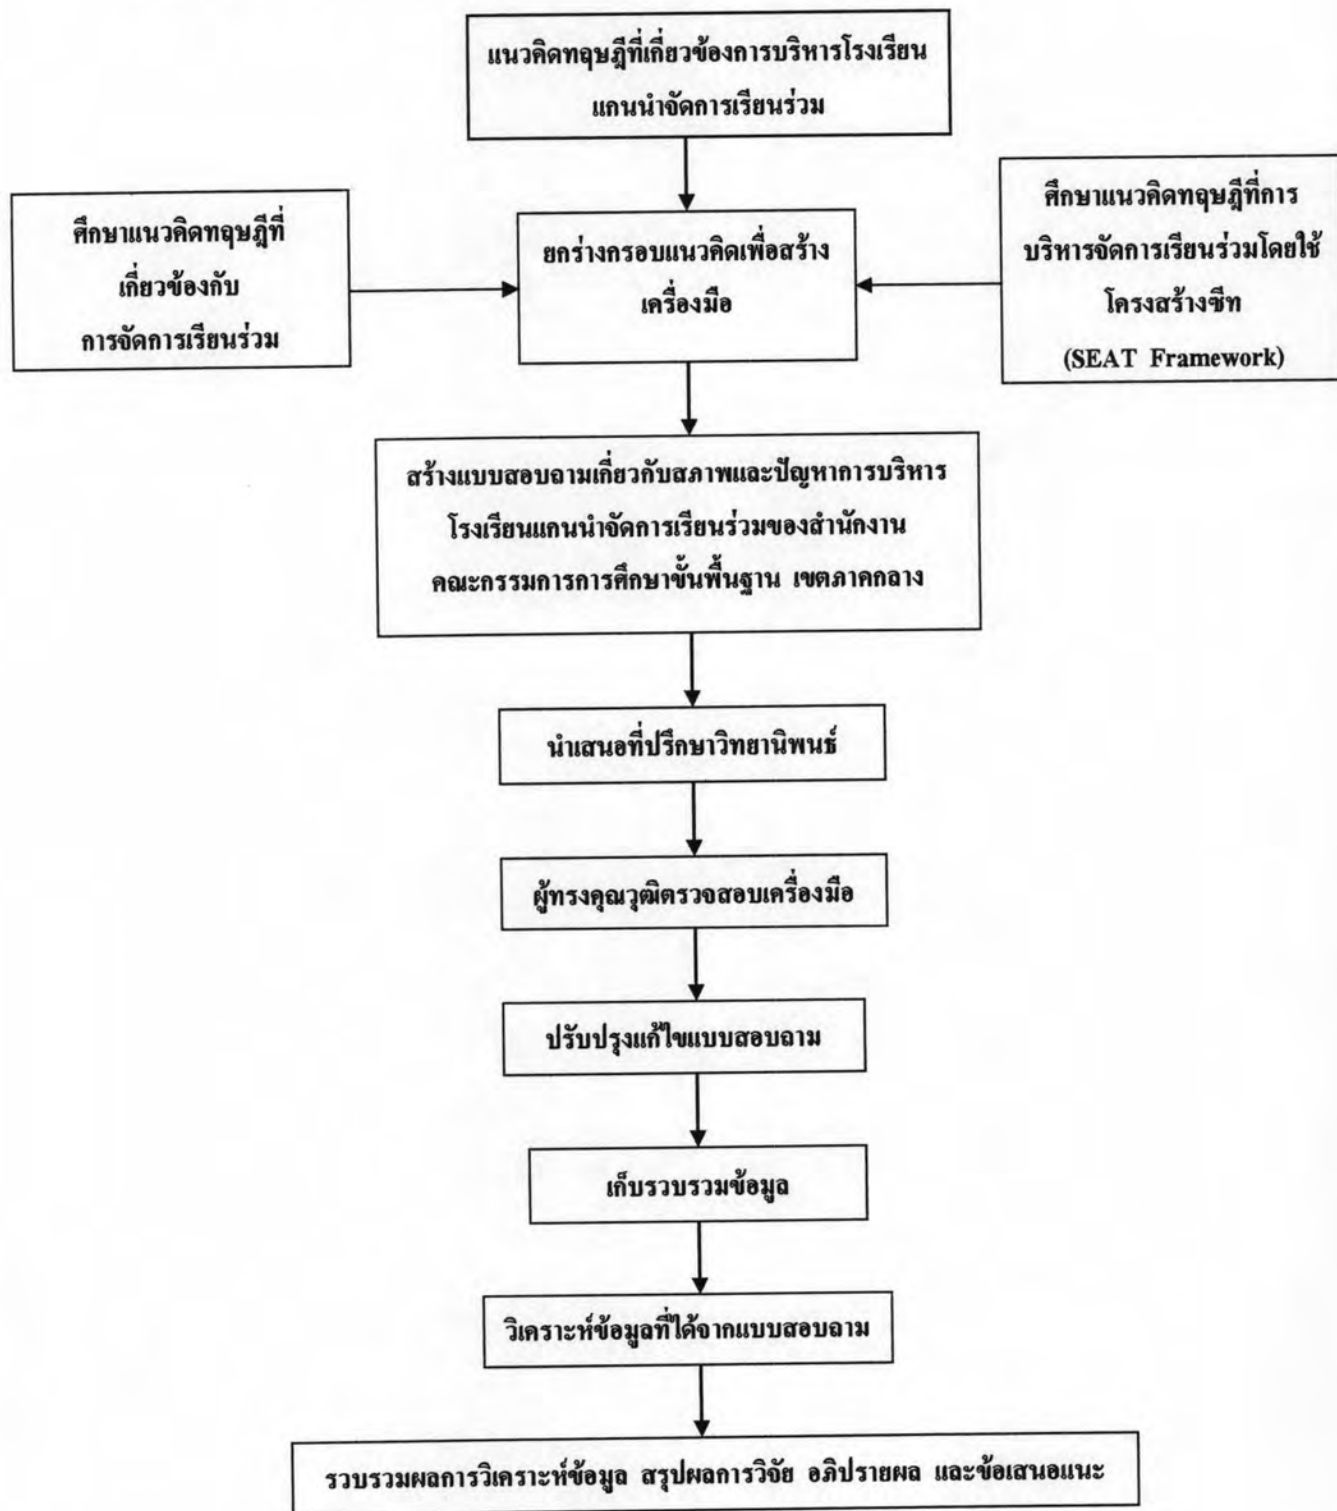 แนวคิดทฤษฎีที่เกี่ยวข้องการบริหารโรงเรียน
แกนนำจัดการเรียนร่วม
ศึกษาแนวคิดทฤษฎีที่
เกี่ยวข้องกับ
การจัดการเรียนร่วม
ยกร่างกรอบแนวคิดเพื่อสร้าง
เครื่องมือ
ศึกษาแนวคิดทฤษฎีที่การ
บริหารจัดการเรียนร่วมโดยใช้
โครงสร้างซีท
(SEAT Framework)
สร้างแบบสอบถามเกี่ยวกับสภาพและปัญหาการบริหาร
โรงเรียนแกนนำจัดการเรียนร่วมของสำนักงาน
คณะกรรมการการศึกษาขั้นพื้นฐาน เขตภาคกลาง
นำเสนอที่ปรึกษาวิทยานิพนธ์
ผู้ทรงคุณวุฒิตรวจสอบเครื่องมือ
ปรับปรุงแก้ไขแบบสอบถาม
เก็บรวบรวมข้อมูล
วิเคราะห์ข้อมูลที่ได้จากแบบสอบถาม
รวบรวมผลการวิเคราะห์ข้อมูล สรุปผลการวิจัย อภิปรายผล และข้อเสนอแนะ